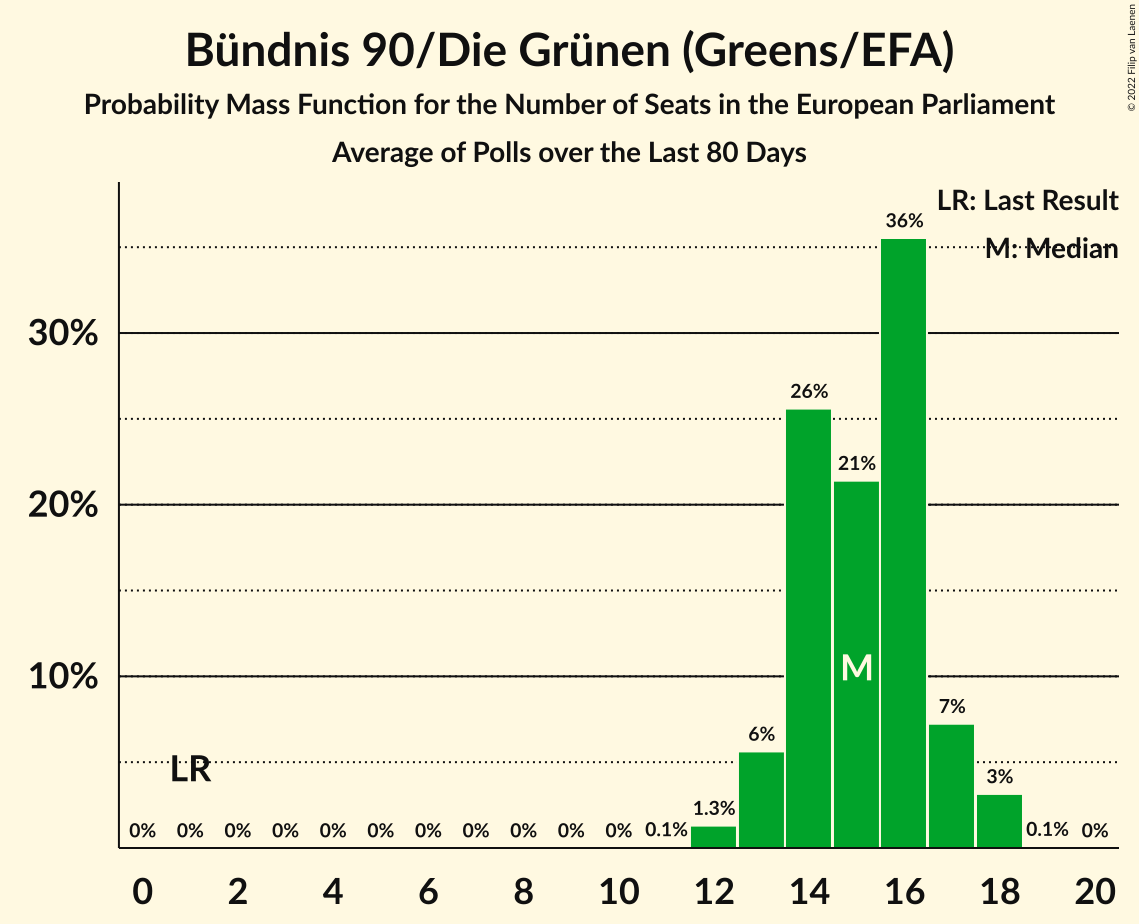 Bündnis 90/Die Grünen (Greens/EFA)
Probability Mass Function for the Number of Seats in the European Parliament
Average of Polls over the Last 80 Days
© 2022 Filip van Laenen
LR: Last Result
M: Median
30%
20%
10%
LR
M
0% 0% 0% 0% 0% 0% 0% 0% 0% 0% 0% 0.1% 1.3% 6% 26% 21% 36% 7% 3% 0.1% 0%
0 2 4 6 8 10 12 14 16 18 20